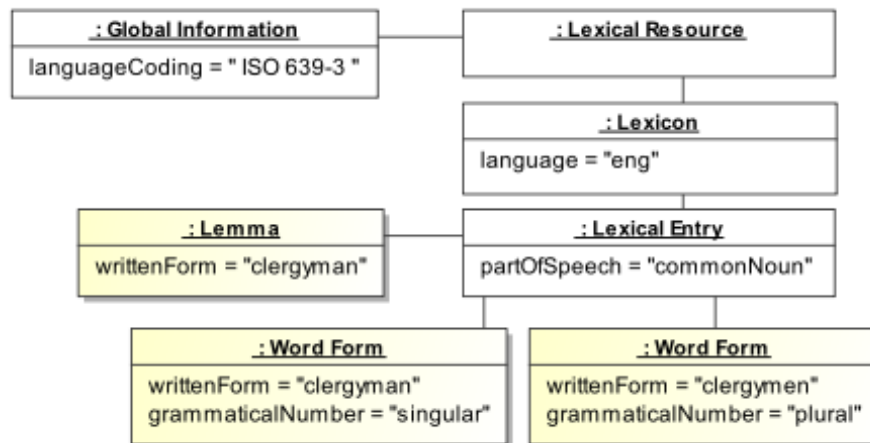 : Global Information
languageCoding = " ISO 639-3 "
: Lexical Resource
: Lexicon
language = "eng"
: Lemma
writtenForm = "clergyman"
: Lexical Entry
partOfSpeech = "commonNoun"
: Word Form
writtenForm = "clergyman"
grammaticalNumber = "singular"
: Word Form
writtenForm = "clergymen"
grammaticalNumber = "plural"